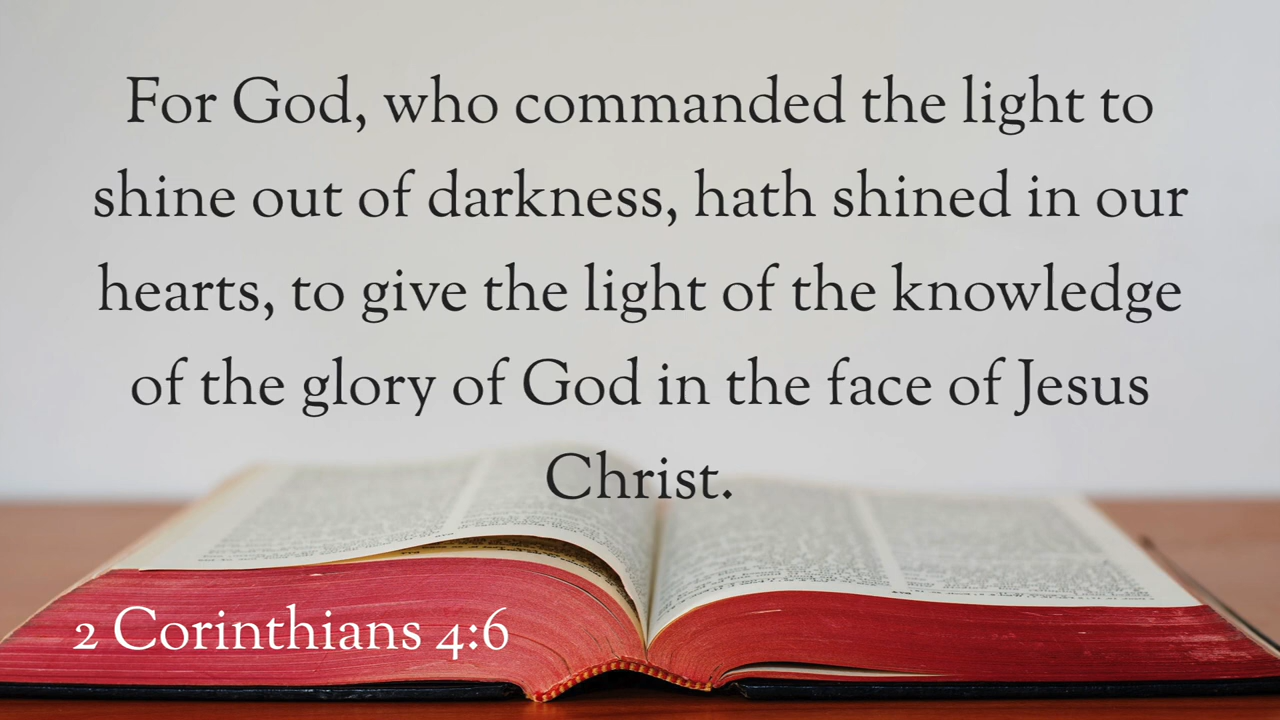 For God, who commanded the light to
shine out of darkness, hath shined in our
hearts, to give the light of the knowledge
of the glory of God in the face of Jesus
Christ.
2 Corinthians 4:6